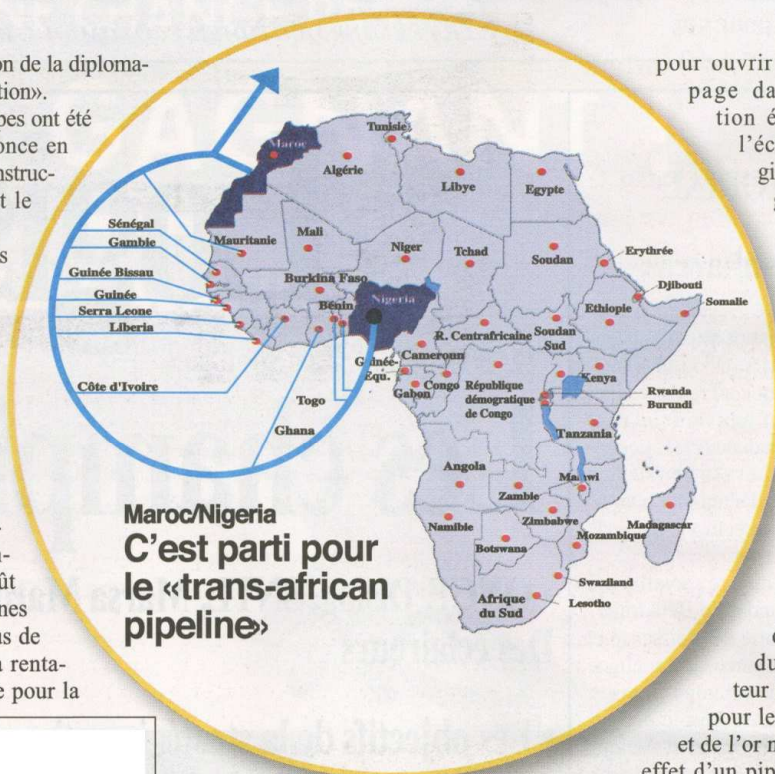 on de la diploma-
tion».
pes ont été
once en
nstruc-
t le
s
n-
ût
nes
us de
a renta-
e pour la
Tunisie
Maroc
Algérie
Libye
Egypte
Sénégal
Gambie
Guinée Bissau
Guinée
Serra Leone
Liberia
Côte d'Ivoire
Togo
Ghana
Mauritanie
Mali
Niger
Tchad
Soudan
Erythrée
Djibouti
Somalie
Burkina Faso
Bénin
Nigeria
Ethiopie
R. Centrafricaine
Soudan
Sud
Cameroun
Guinée-
Equ.
Gabon
Congo
République
démocratique
de Congo
Kenya
Rwanda
Burundi
Tanzania
Angola
Zambie
Malawi
Namibie
Zimbabwe
Mozambique
Madagascar
Botswana
Swaziland
Lesotho
Afrique
du Sud
Maroc/Nigeria
C'est parti pour
le «trans-african
pipeline»
pour ouvrir
page da
tion é
l'éc
gi
du
teur
pour le
et de l'or n
effet d'un pip